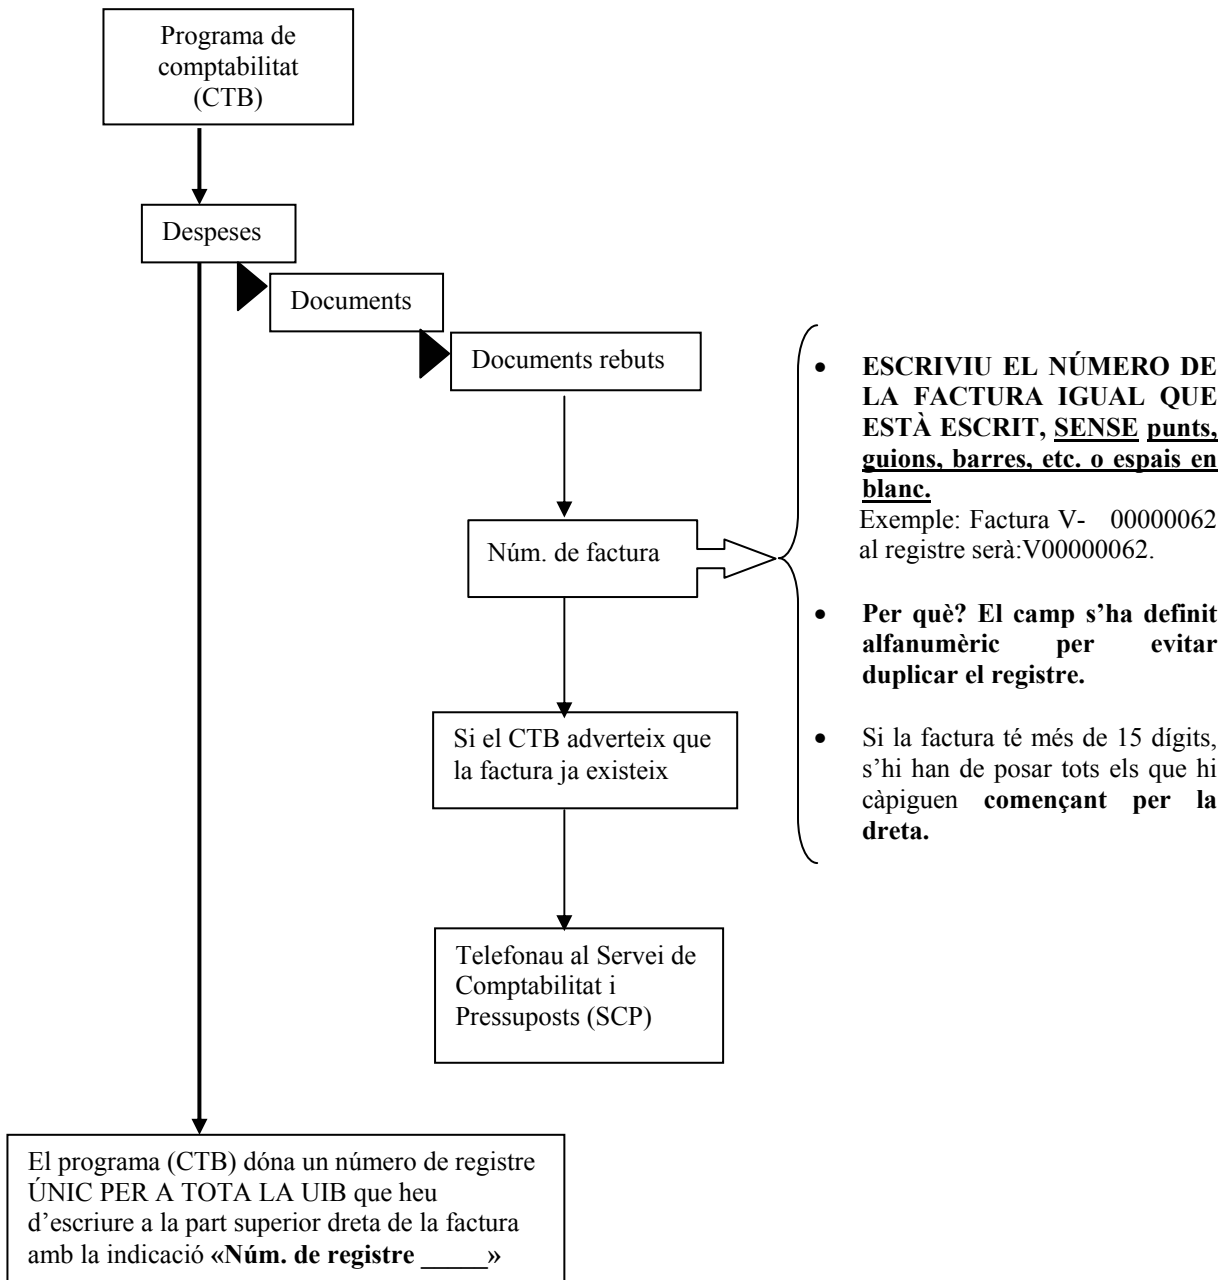 Programa de
comptabilitat
(CTB)
Despeses
Documents
Documents rebuts
Núm. de factura
Si el CTB adverteix que
la factura ja existeix
Telefonau al Servei de
Comptabilitat i
Pressuposts (SCP)
• ESCRIVIU EL NÚMERO DE
LA FACTURA IGUAL QUE
ESTÀ ESCRIT, SENSE punts,
guions, barres, etc. o espais en
blanc.
Exemple: Factura V- 00000062
al registre serà:V00000062.
• Per què? El camp s’ha definit
alfanumèric per evitar
duplicar el registre.
• Si la factura té més de 15 dígits,
s’hi han de posar tots els que hi
càpiguen començant per la
dreta.
El programa (CTB) dóna un número de registre
ÚNIC PER A TOTA LA UIB que heu
d’escriure a la part superior dreta de la factura
amb la indicació «Núm. de registre _____»